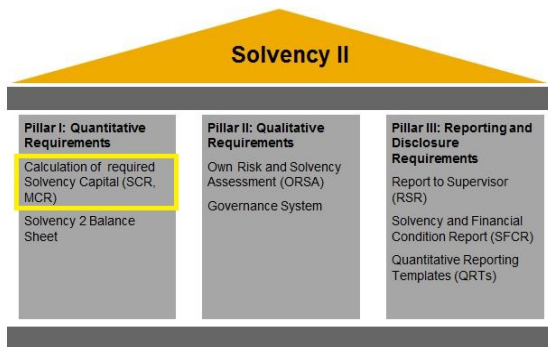 Solvency II
Pillar I: Quantitative
Requirements
Calculation of required
Solvency Capital (SCR,
MCR)
Solvency 2 Balance
Sheet
Pillar II: Qualitative
Requirements
Own Risk and Solvency
Assessment (ORSA)
Governance System
Pillar III: Reporting and
Disclosure
Requirements
Report to Supervisor
(RSR)
Solvency and Financial
Condition Report (SFCR)
Quantitative Reporting
Templates (QRTs)